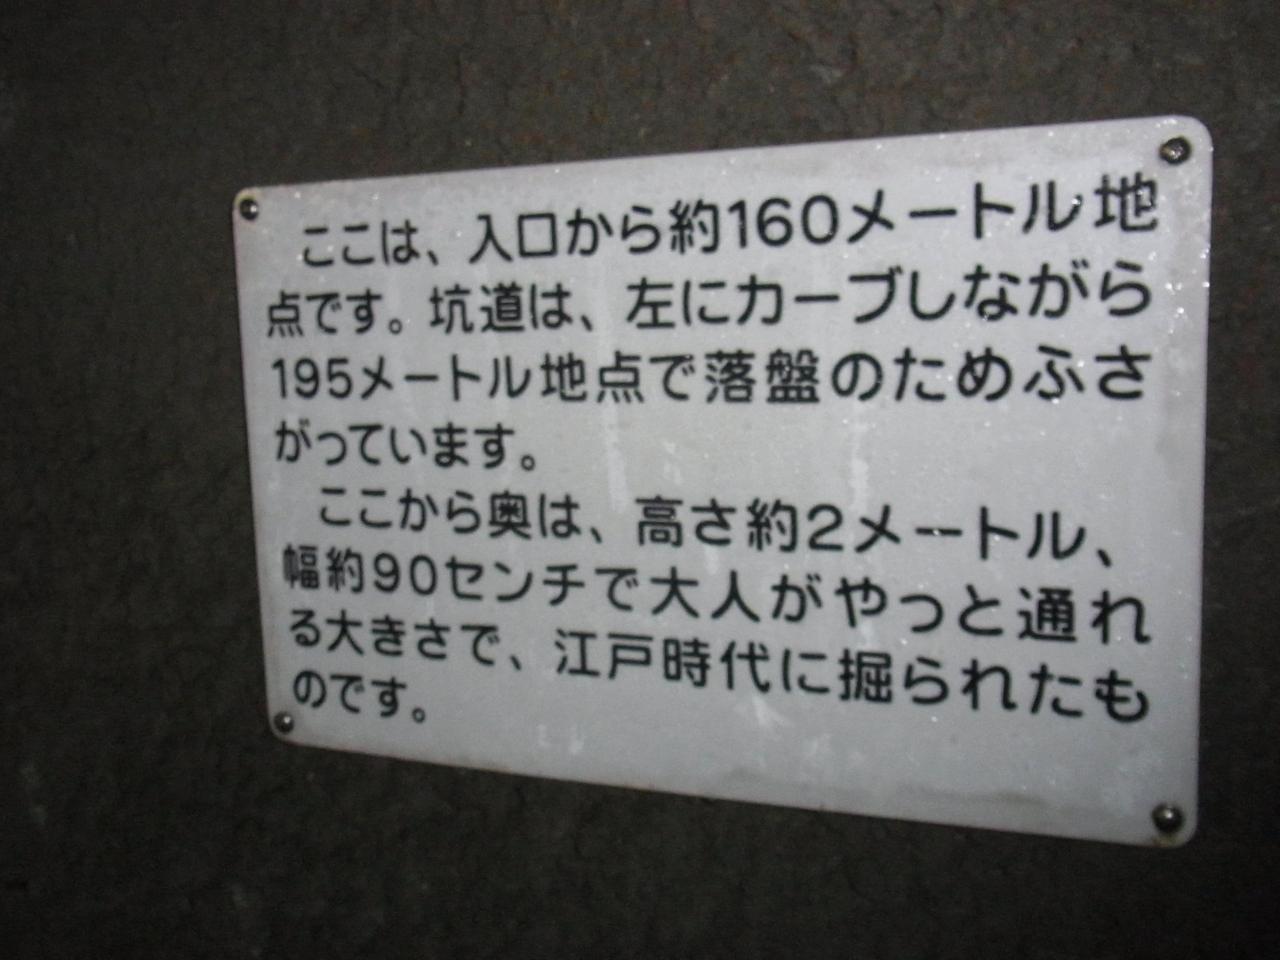 ここは、入口から約160メートル地
点です。坑道は、左にカーブしながら
195メートル地点で落盤のためふさ
がっています。
ここから奥は、高さ約2メートル、
幅約90センチで大人がやっと通れ
る大きさで、江戸時代に掘られたも
のです。